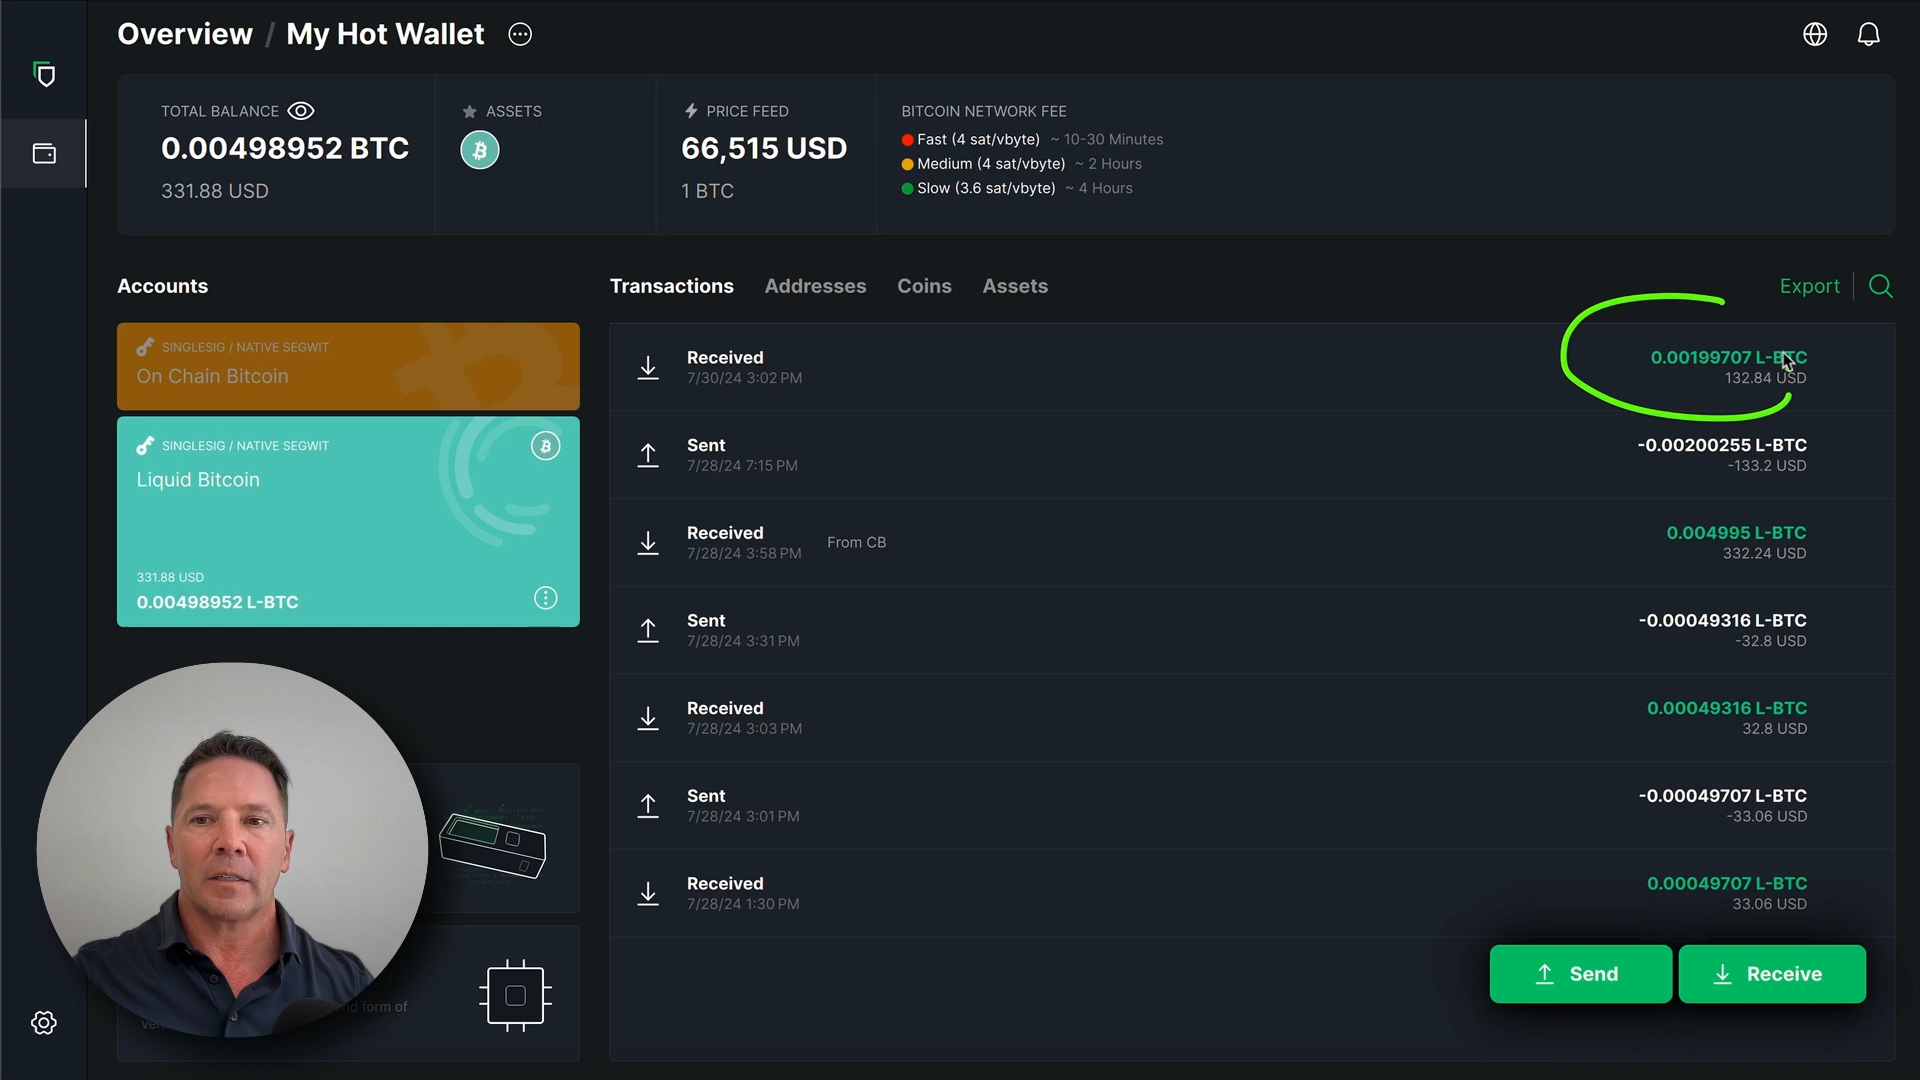 Overview / My Hot Wallet
TOTAL BALANCE
0.00498952 BTC
331.88 USD
ASSETS
PRICE FEED
66,515 USD
1 BTC
BITCOIN NETWORK FEE
Fast (4 sat/vbyte) ~ 10-30 Minutes
Medium (4 sat/vbyte) ~ 2 Hours
Slow (3.6 sat/vbyte) ~ 4 Hours
Accounts
SINGLESIG / NATIVE SEGWIT
On Chain Bitcoin
SINGLESIG / NATIVE SEGWIT
Liquid Bitcoin
331.88 USD
0.00498952 L-BTC
nd form of
Transactions Addresses Coins Assets Export
Received 0.00199707 L-BTC
7/30/24 3:02 PM 132.84 USD
Sent -0.00200255 L-BTC
7/28/24 7:15 PM -133.2 USD
Received From CB 0.004995 L-BTC
7/28/24 3:58 PM 332.24 USD
Sent -0.00049316 L-BTC
7/28/24 3:31 PM -32.8 USD
Received 0.00049316 L-BTC
7/28/24 3:03 PM 32.8 USD
Sent -0.00049707 L-BTC
7/28/24 3:01 PM -33.06 USD
Received 0.00049707 L-BTC
7/28/24 1:30 PM 33.06 USD
Send Receive